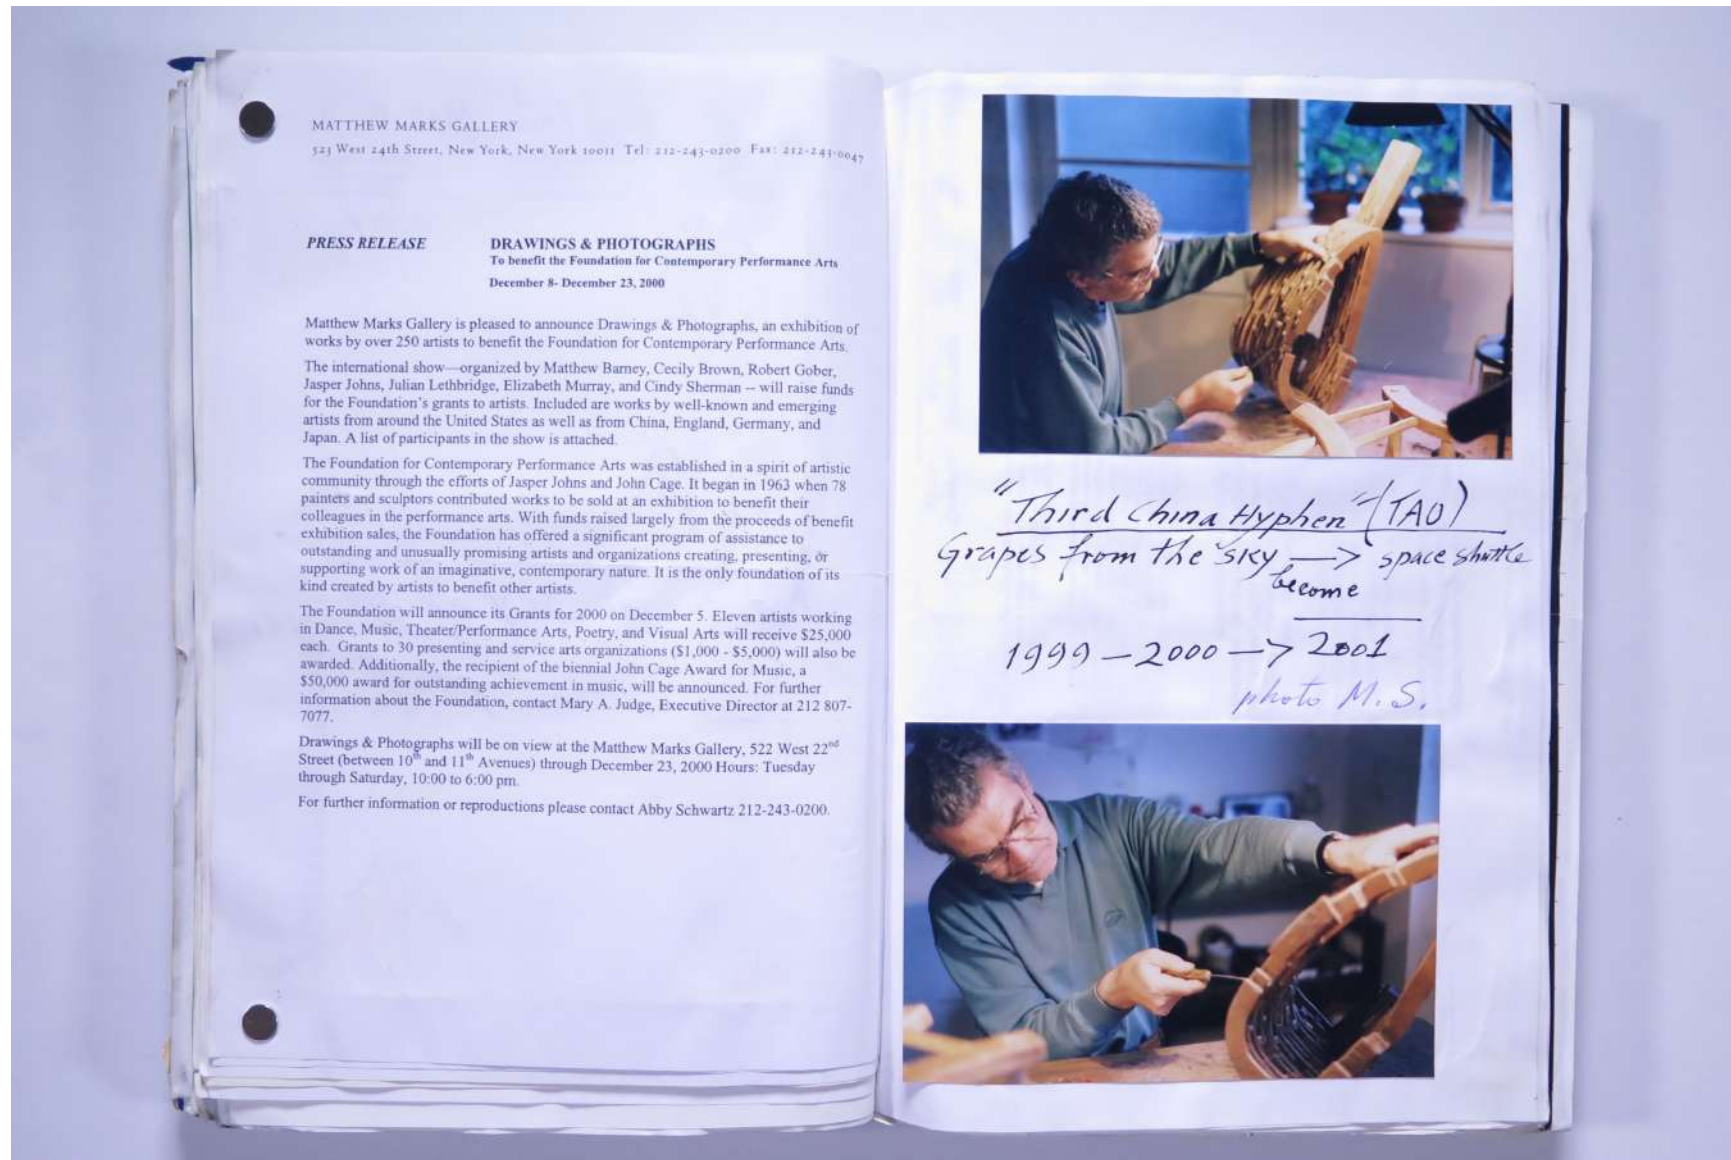 MATTHEW MARKS GALLERY
523 West 24th Street, New York, New York 10011 Tel: 212-243-0200 Fax: 212-243-0047
PRESS RELEASE
DRAWINGS & PHOTOGRAPHS
To benefit the Foundation for Contemporary Performance Arts
December 8- December 23, 2000
Matthew Marks Gallery is pleased to announce Drawings & Photographs, an exhibition of
works by over 250 artists to benefit the Foundation for Contemporary Performance Arts.
The international show—organized by Matthew Barney, Cecily Brown, Robert Gober,
Jasper Johns, Julian Lethbridge, Elizabeth Murray, and Cindy Sherman -- will raise funds
for the Foundation's grants to artists. Included are works by well-known and emerging
artists from around the United States as well as from China, England, Germany, and
Japan. A list of participants in the show is attached.
The Foundation for Contemporary Performance Arts was established in a spirit of artistic
community through the efforts of Jasper Johns and John Cage. It began in 1963 when 78
painters and sculptors contributed works to be sold at an exhibition to benefit their
colleagues in the performance arts. With funds raised largely from the proceeds of benefit
exhibition sales, the Foundation has offered a significant program of assistance to
outstanding and unusually promising artists and organizations creating, presenting, or
supporting work of an imaginative, contemporary nature. It is the only foundation of its
kind created by artists to benefit other artists.
The Foundation will announce its Grants for 2000 on December 5. Eleven artists working
in Dance, Music, Theater/Performance Arts, Poetry, and Visual Arts will receive $25,000
each. Grants to 30 presenting and service arts organizations ($1,000 - $5,000) will also be
awarded. Additionally, the recipient of the biennial John Cage Award for Music, a
$50,000 award for outstanding achievement in music, will be announced. For further
information about the Foundation, contact Mary A. Judge, Executive Director at 212 807-
7077.
Drawings & Photographs will be on view at the Matthew Marks Gallery, 522 West 22nd
Street (between 10th and 11th Avenues) through December 23, 2000 Hours: Tuesday
through Saturday, 10:00 to 6:00 pm.
For further information or reproductions please contact Abby Schwartz 212-243-0200.
"Third China Hyphen" (TAO)
Grapes from the sky → space shuttle
become
1999 – 2000 → 2001
photo M.S.